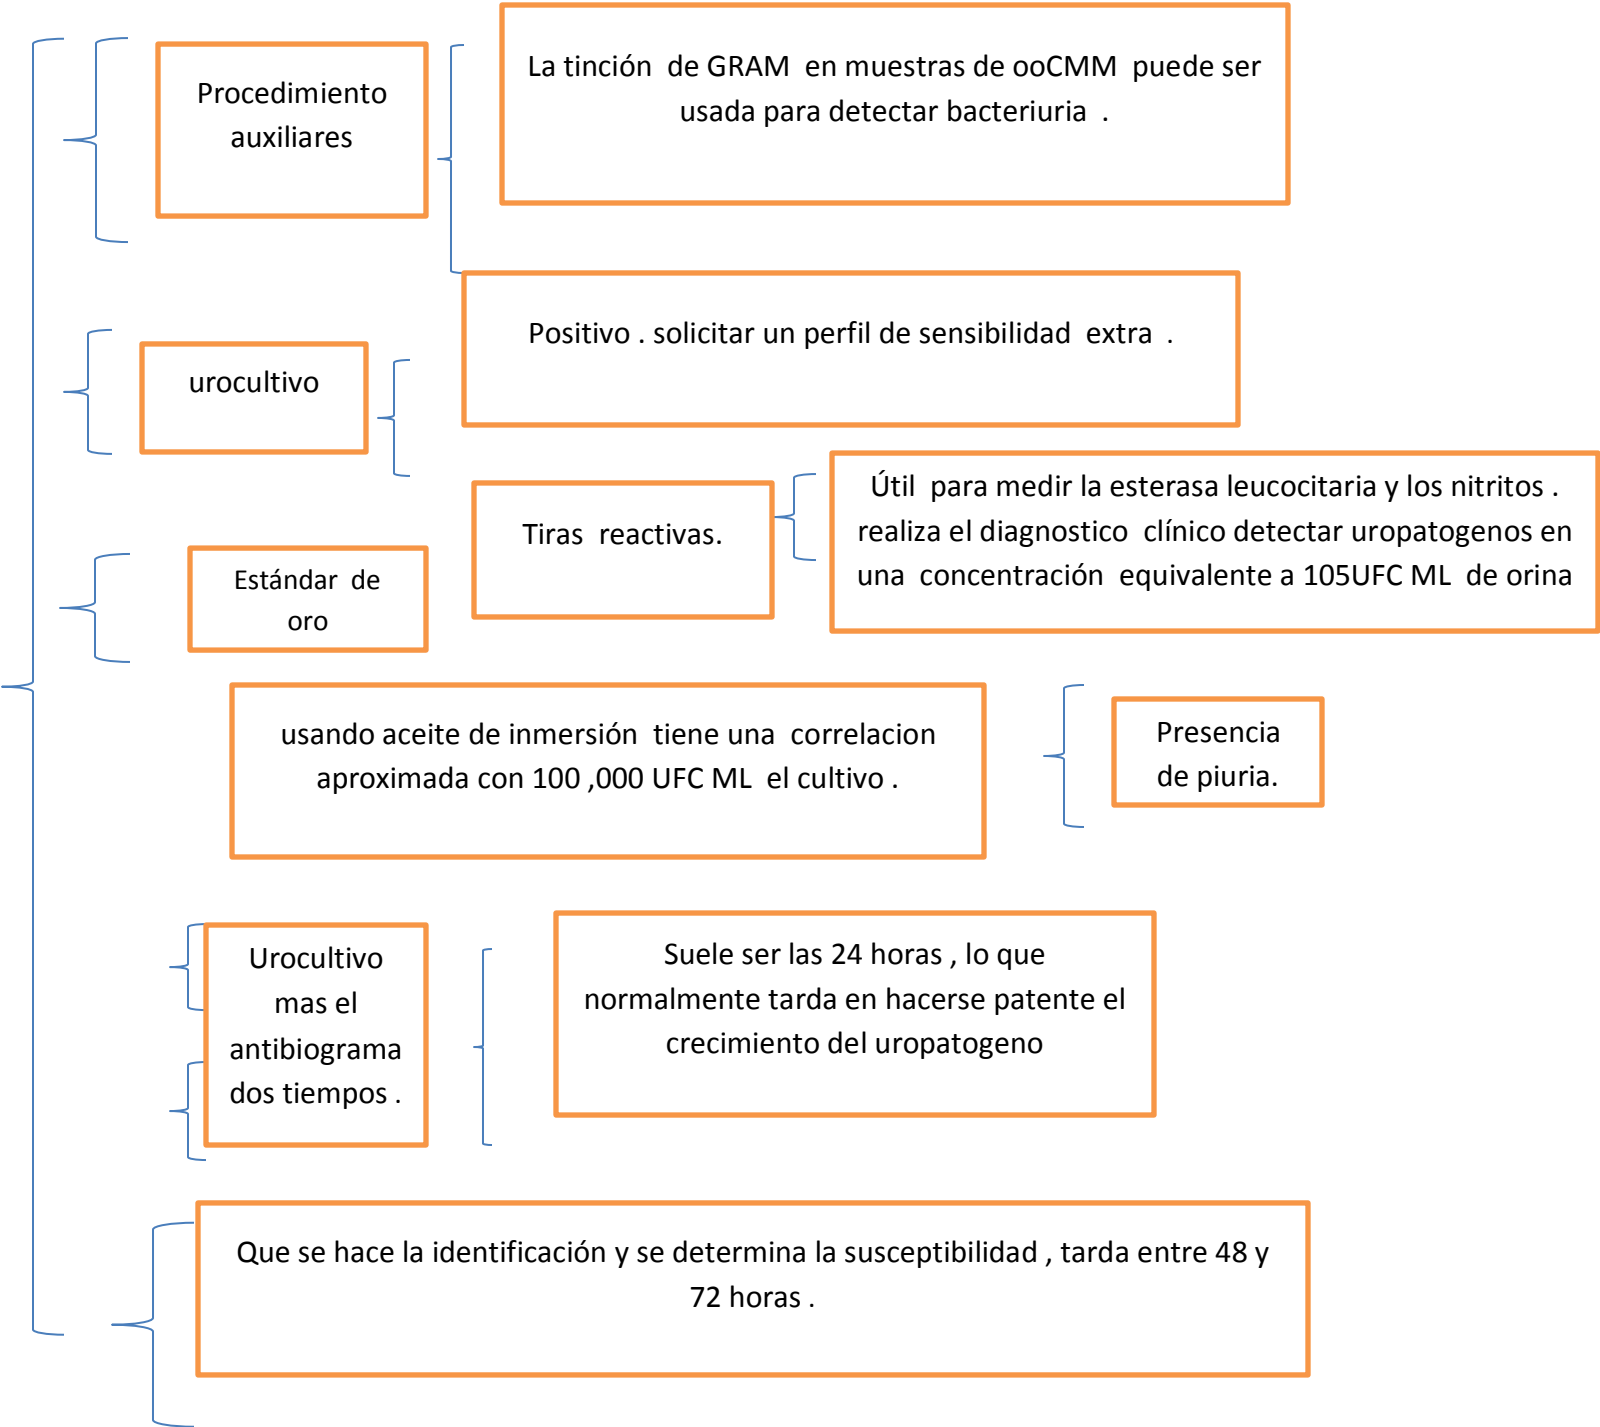 Procedimiento
auxiliares
La tinción de GRAM en muestras de ooCMM puede ser
usada para detectar bacteriuria .
urocultivo
Positivo . solicitar un perfil de sensibilidad extra .
Tiras reactivas.
Útil para medir la esterasa leucocitaria y los nitritos .
realiza el diagnostico clínico detectar uropatogenos en
una concentración equivalente a 105UFC ML de orina
Estándar de
oro
usando aceite de inmersión tiene una correlacion
aproximada con 100 ,000 UFC ML el cultivo .
Presencia
de piuria.
Urocultivo
mas el
antibiograma
dos tiempos .
Suele ser las 24 horas , lo que
normalmente tarda en hacerse patente el
crecimiento del uropatogeno
Que se hace la identificación y se determina la susceptibilidad , tarda entre 48 y
72 horas .